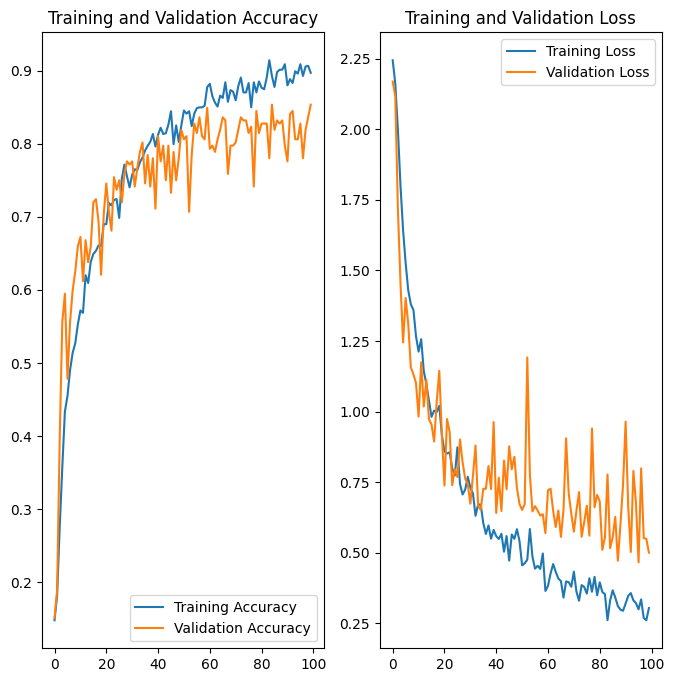 Training and Validation Accuracy
0.9
0.8
0.7
0.6
0.5
0.4
0.3
0.2
0 20 40 60 80 100
Training Accuracy
Validation Accuracy
Training and Validation Loss
2.25
2.00
1.75
1.50
1.25
1.00
0.75
0.50
0.25
0 20 40 60 80 100
Training Loss
Validation Loss